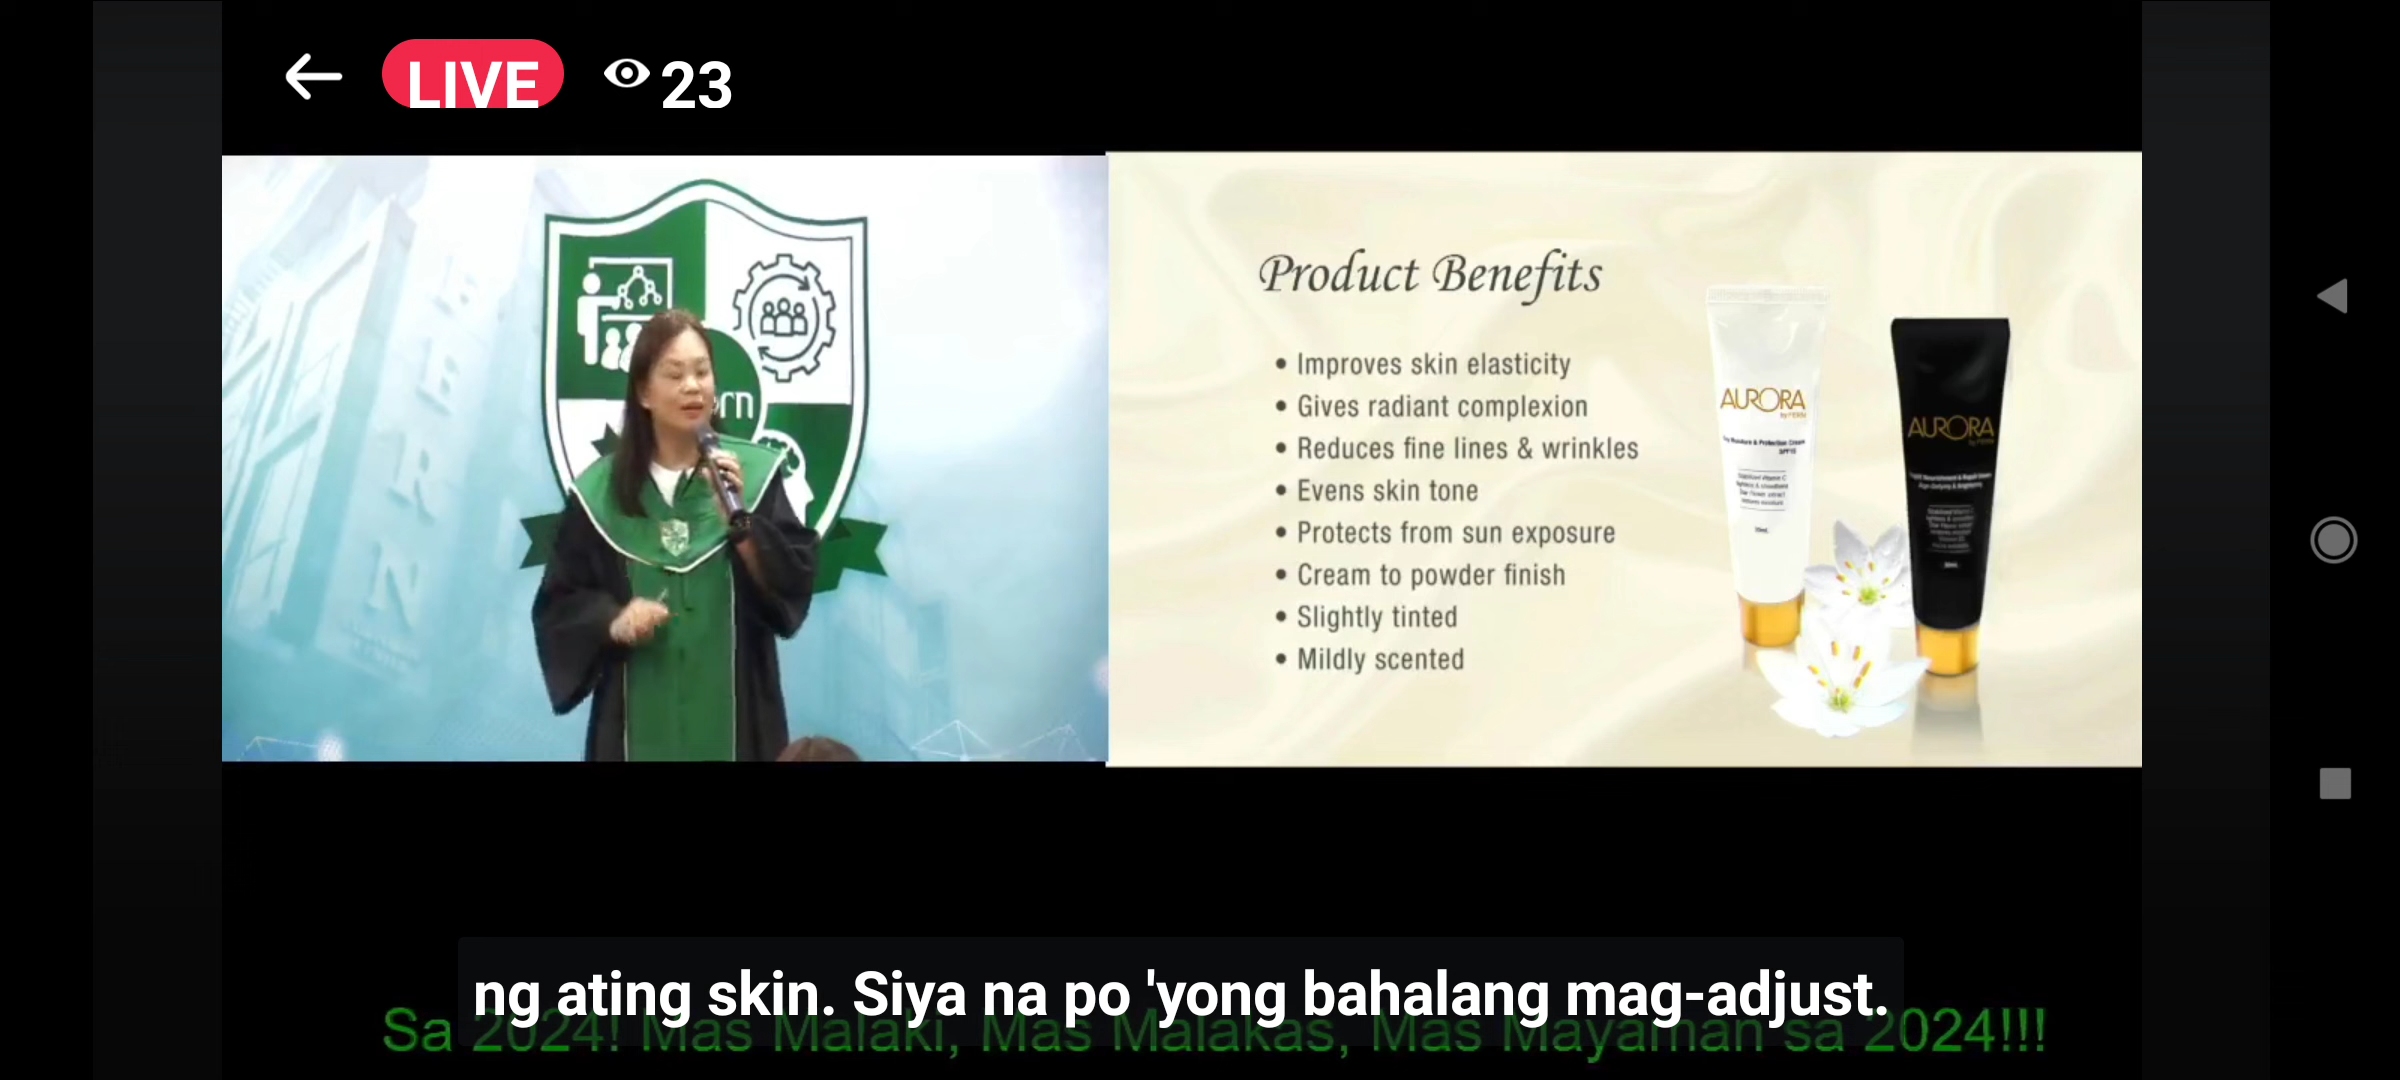 LIVE 23
Product Benefits
• Improves skin elasticity
• Gives radiant complexion
• Reduces fine lines & wrinkles
• Evens skin tone
• Protects from sun exposure
• Cream to powder finish
• Slightly tinted
• Mildly scented
AURORA
AURORA
ng ating skin. Siya na po 'yong bahalang mag-adjust.
Sa 2024! Mas Malaki, Mas Malakas, Mas Mayaman sa 2024!!!